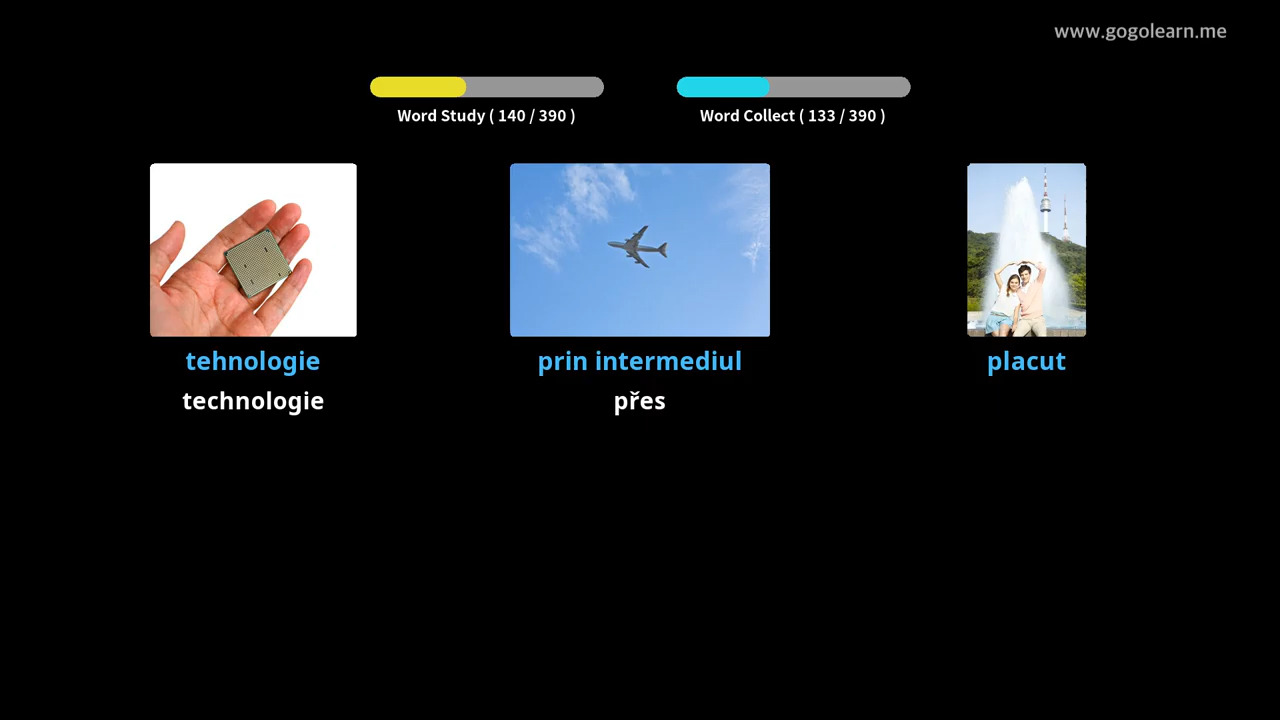 www.gogolearn.me
Word Study ( 140 / 390 )
Word Collect ( 133 / 390 )
tehnologie
technologie
prin intermediul
přes
placut